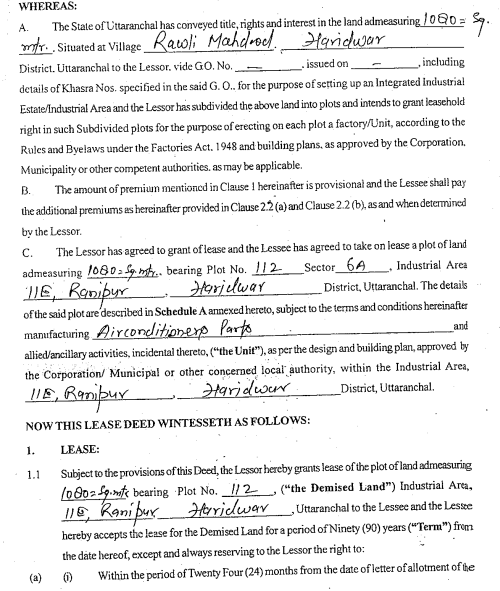 WHEREAS:
A. The State of Uttaranchal has conveyed title, rights and interest in the land admeasuring 1080= Sq.
mtr. . Situated at Village Rawli Mahdood, Haridwar
District. Uttaranchal to the Lessor. vide G.O. No. — , issued on — , including
details of Khasra Nos. specified in the said G. O.. for the purpose of setting up an Integrated Industrial
Estate/Industrial Area and the Lessor has subdivided the above land into plots and intends to grant leasehold
right in such Subdivided plots for the purpose of erecting on each plot a factory/Unit, according to the
Rules and Byelaws under the Factories Act, 1948 and building plans, as approved by the Corporation,
Municipality or other competent authorities. as may be applicable.
B. The amount of premium mentioned in Clause 1 hereinafter is provisional and the Lessee shall pay
the additional premiums as hereinafter provided in Clause 2.2 (a) and Clause 2.2 (b), as and when determined
by the Lessor.
C. The Lessor has agreed to grant of lease and the Lessee has agreed to take on lease a plot of land
admeasuring 1080= Sq. mtr., bearing Plot No. 112 Sector 6A , Industrial Area
IIE, Ranipur , Haridwar District, Uttaranchal. The details
of the said plot are described in Schedule A annexed hereto, subject to the terms and conditions hereinafter
manufacturing Airconditioners Parts and
allied/ancillary activities, incidental thereto, ("the Unit"), as per the design and building plan, approved by
the Corporation/ Municipal or other concerned local authority, within the Industrial Area,
IIE, Ranipur , Haridwar District, Uttaranchal.
NOW THIS LEASE DEED WINTESSETH AS FOLLOWS:
1. LEASE:
1.1 Subject to the provisions of this Deed, the Lessor hereby grants lease of the plot of land admeasuring
1080= Sq. mts bearing Plot No. 112 , ("the Demised Land") Industrial Area,
IIE, Ranipur Haridwar , Uttaranchal to the Lessee and the Lessee
hereby accepts the lease for the Demised Land for a period of Ninety (90) years ("Term") from
the date hereof, except and always reserving to the Lessor the right to:
(a) (i) Within the period of Twenty Four (24) months from the date of letter of allotment of the